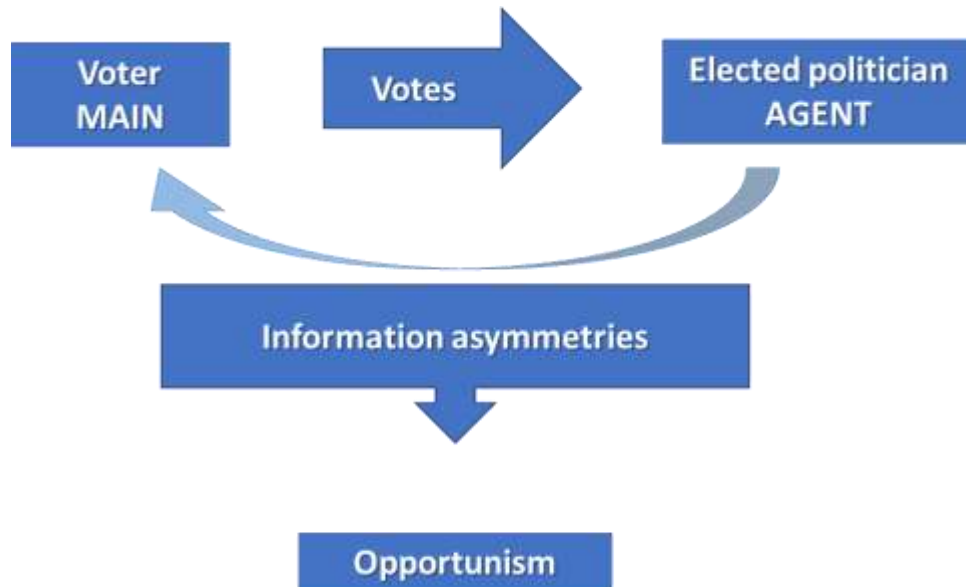 Voter
MAIN
Votes
Elected politician
AGENT
Information asymmetries
Opportunism